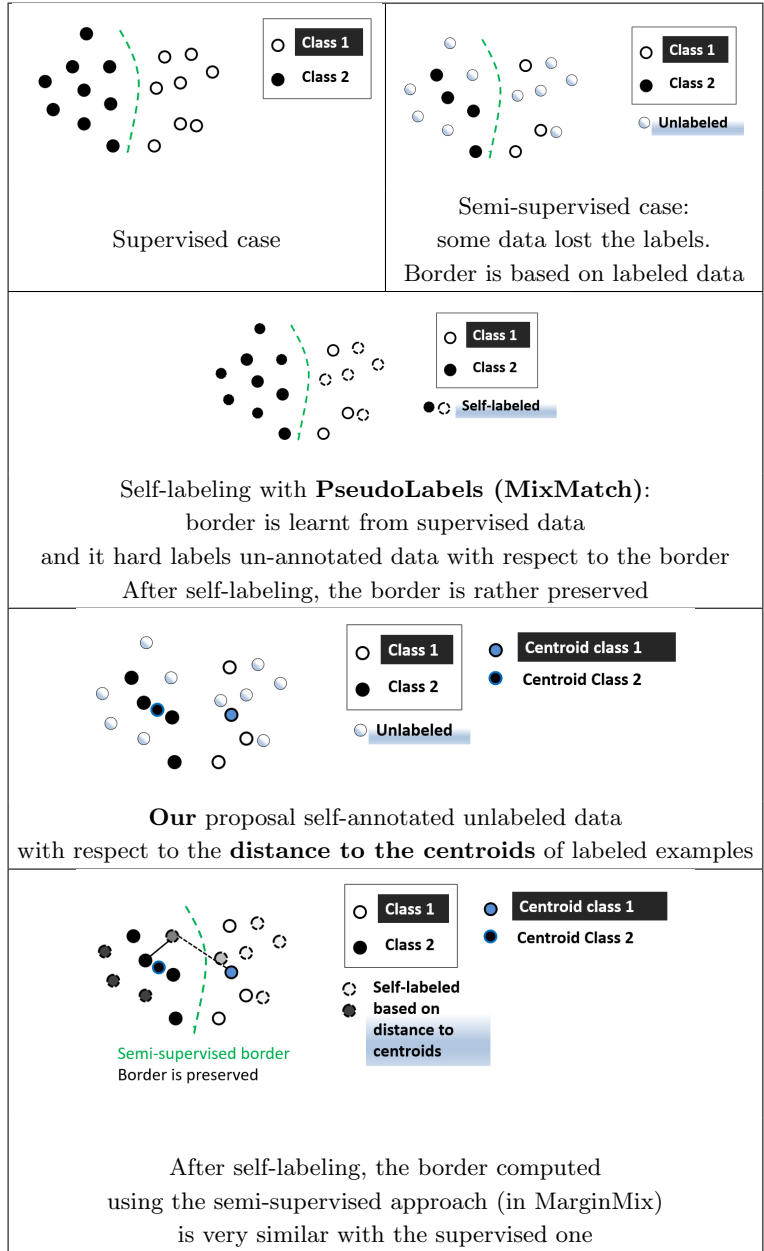 Class 1
Class 2
Supervised case
Class 1
Class 2
Unlabeled
Semi-supervised case:
some data lost the labels.
Border is based on labeled data
Class 1
Class 2
Self-labeled
Self-labeling with PseudoLabels (MixMatch):
border is learnt from supervised data
and it hard labels un-annotated data with respect to the border
After self-labeling, the border is rather preserved
Class 1
Class 2
Unlabeled
Centroid class 1
Centroid Class 2
Our proposal self-annotated unlabeled data
with respect to the distance to the centroids of labeled examples
Class 1
Class 2
Centroid class 1
Centroid Class 2
Self-labeled
based on
distance to
centroids
Semi-supervised border
Border is preserved
After self-labeling, the border computed
using the semi-supervised approach (in MarginMix)
is very similar with the supervised one